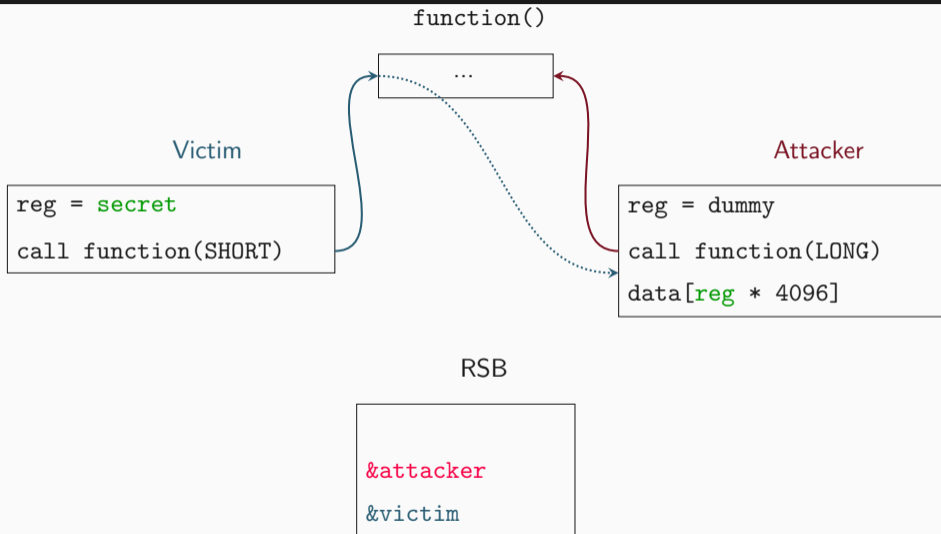 function()
...
Victim
Attacker
reg = secret
call function(SHORT)
reg = dummy
call function(LONG)
data[reg * 4096]
RSB
&attacker
&victim